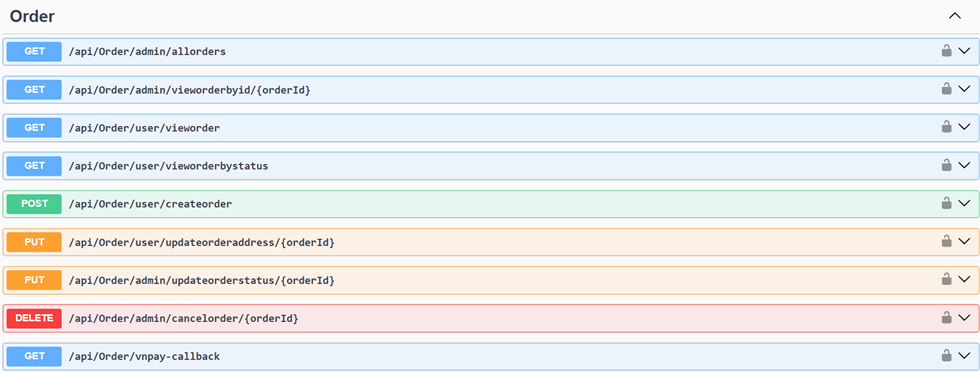 Order
GET /api/Order/admin/allorders
GET /api/Order/admin/vieworderbyid/{orderId}
GET /api/Order/user/vieworder
GET /api/Order/user/vieworderbystatus
POST /api/Order/user/createorder
PUT /api/Order/user/updateorderaddress/{orderId}
PUT /api/Order/admin/updateorderstatus/{orderId}
DELETE /api/Order/admin/cancelorder/{orderId}
GET /api/Order/vnpay-callback